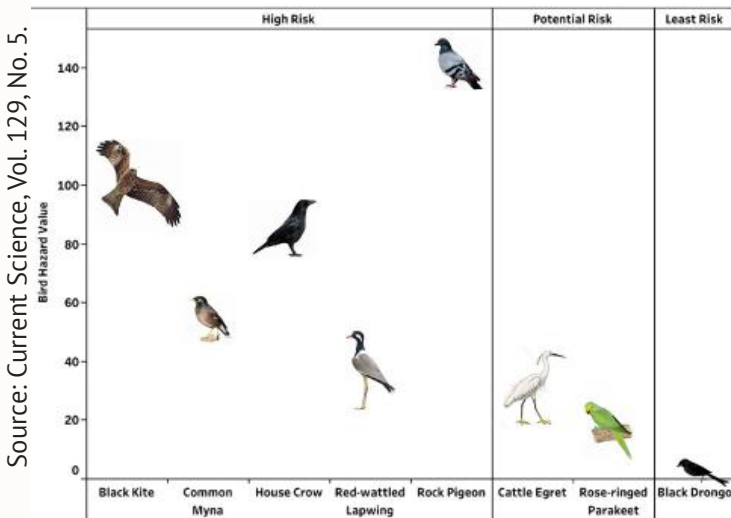 Source: Current Science, Vol. 129, No. 5.
High Risk
Potential Risk
Least Risk
Bird Hazard Value
140
120
100
80
60
40
20
0
Black Kite
Common
Myna
House Crow
Red-wattled
Lapwing
Rock Pigeon
Cattle Egret
Rose-ringed
Parakeet
Black Drongo